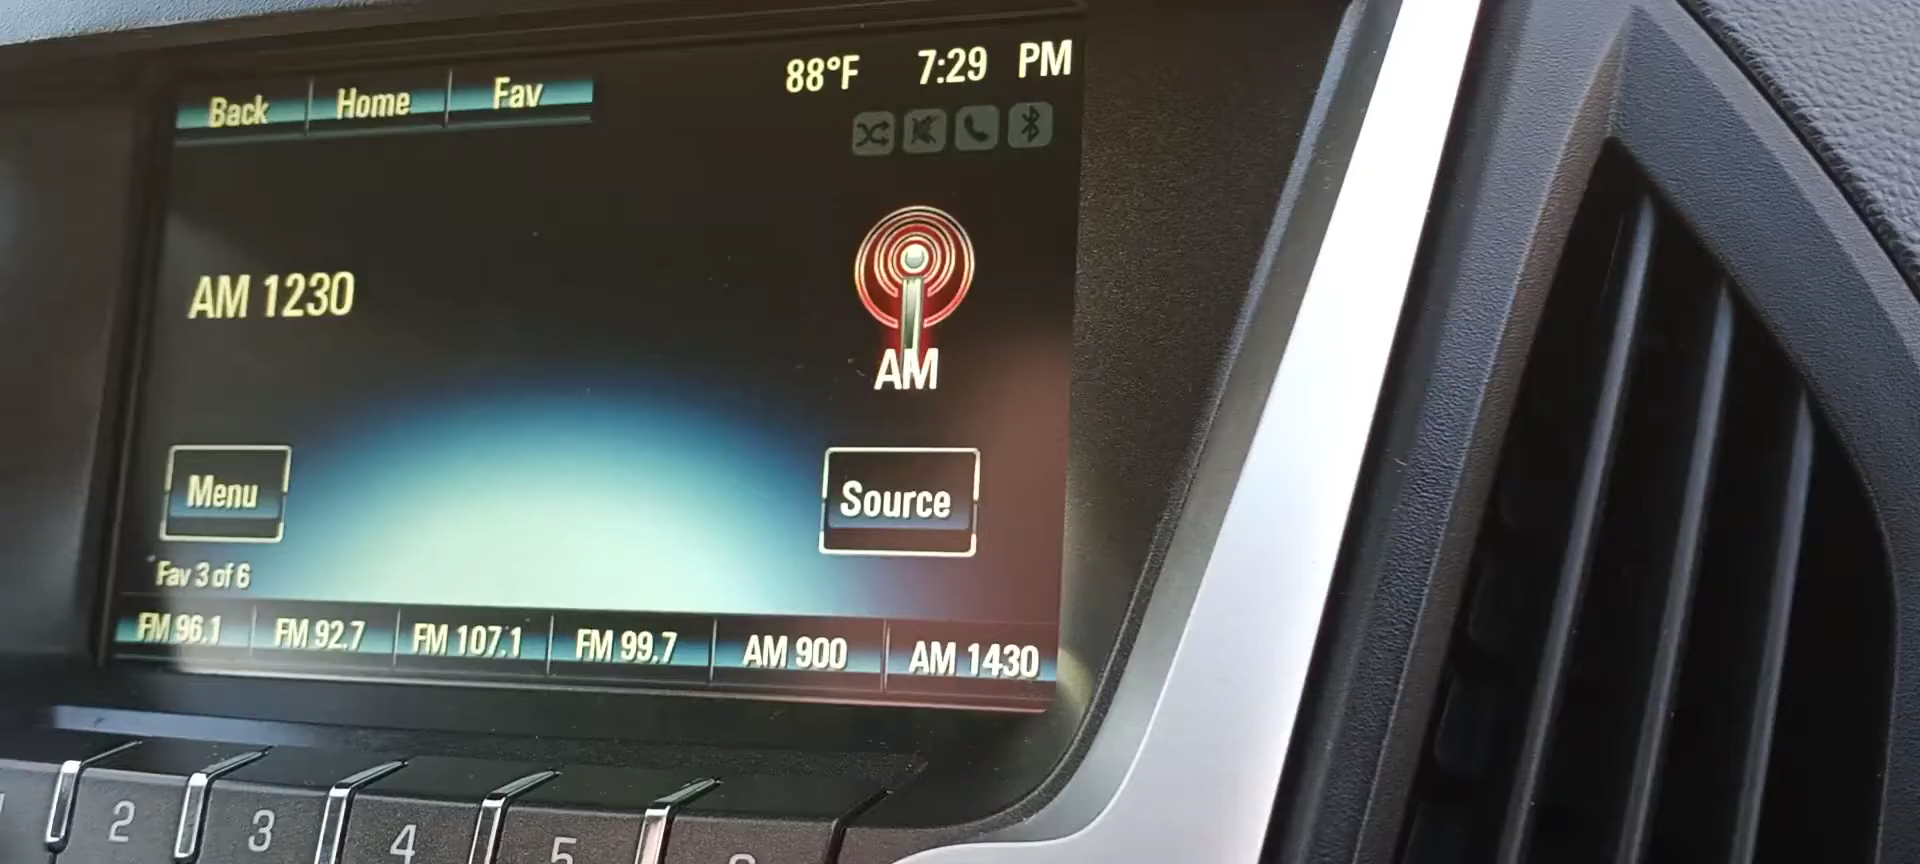 Back Home Fav 88°F 7:29 PM
AM 1230
AM
Menu Source
Fav 3 of 6
FM 96.1 FM 92.7 FM 107.1 FM 99.7 AM 900 AM 1430
2 3 4 5